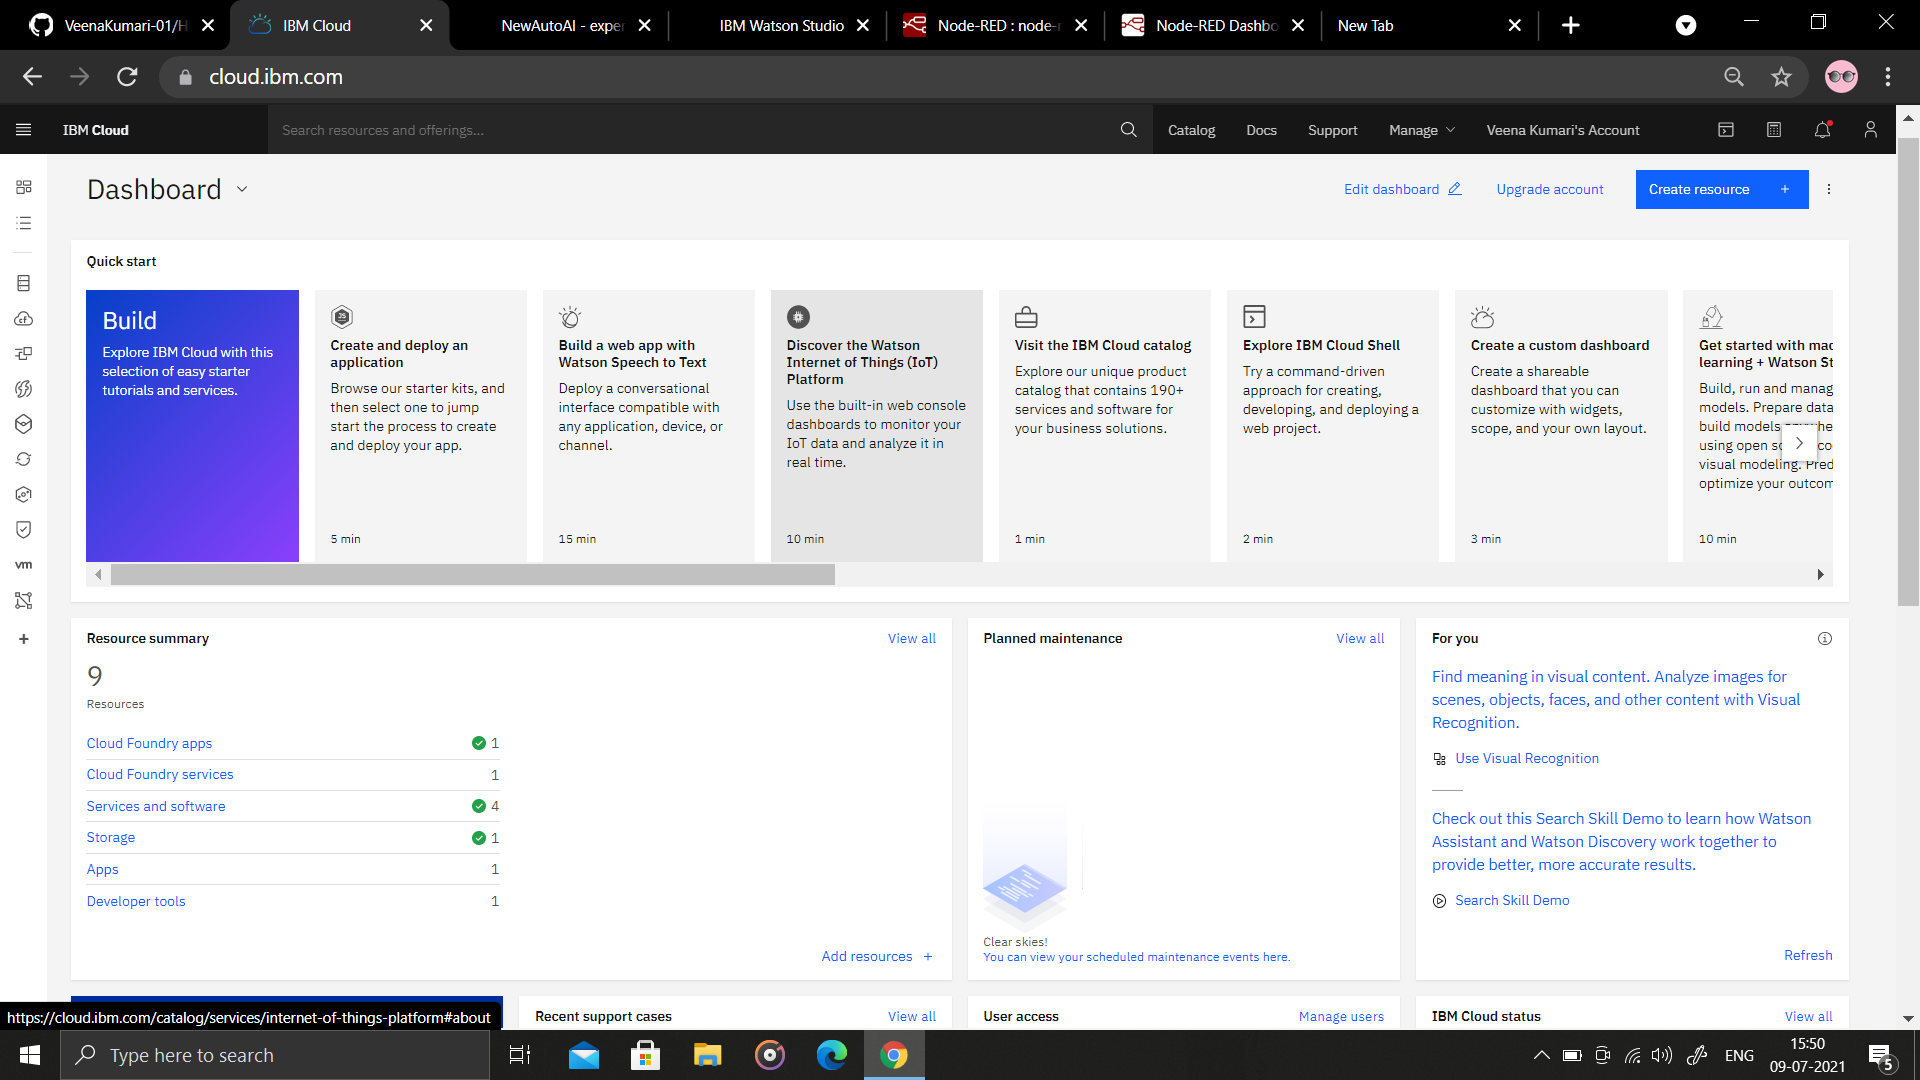 VeenaKumari-01/H
IBM Cloud
NewAutoAI - exper
IBM Watson Studio
Node-RED : node-r
Node-RED Dashbo
New Tab
cloud.ibm.com
IBM Cloud
Search resources and offerings...
Catalog
Docs
Support
Manage
Veena Kumari's Account
Dashboard
Edit dashboard
Upgrade account
Create resource +
Quick start
Build
Explore IBM Cloud with this
selection of easy starter
tutorials and services.
JS
Create and deploy an
application
Browse our starter kits, and
then select one to jump
start the process to create
and deploy your app.
5 min
Build a web app with
Watson Speech to Text
Deploy a conversational
interface compatible with
any application, device, or
channel.
15 min
Discover the Watson
Internet of Things (IoT)
Platform
Use the built-in web console
dashboards to monitor your
IoT data and analyze it in
real time.
10 min
Visit the IBM Cloud catalog
Explore our unique product
catalog that contains 190+
services and software for
your business solutions.
1 min
Explore IBM Cloud Shell
Try a command-driven
approach for creating,
developing, and deploying a
web project.
2 min
Create a custom dashboard
Create a shareable
dashboard that you can
customize with widgets,
scope, and your own layout.
3 min
Get started with mac
learning + Watson St
Build, run and manag
models. Prepare data
build models
using open
visual modeling. Pred
optimize your outcom
10 min
cf
vm
Resource summary
View all
9
Resources
Cloud Foundry apps 1
Cloud Foundry services 1
Services and software 4
Storage 1
Apps 1
Developer tools 1
Add resources +
Planned maintenance
View all
Clear skies!
You can view your scheduled maintenance events here.
For you
Find meaning in visual content. Analyze images for
scenes, objects, faces, and other content with Visual
Recognition.
Use Visual Recognition
Check out this Search Skill Demo to learn how Watson
Assistant and Watson Discovery work together to
provide better, more accurate results.
Search Skill Demo
Refresh
https://cloud.ibm.com/catalog/services/internet-of-things-platform#about
Recent support cases
View all
User access
Manage users
IBM Cloud status
View all
Type here to search
ENG
15:50
09-07-2021
5